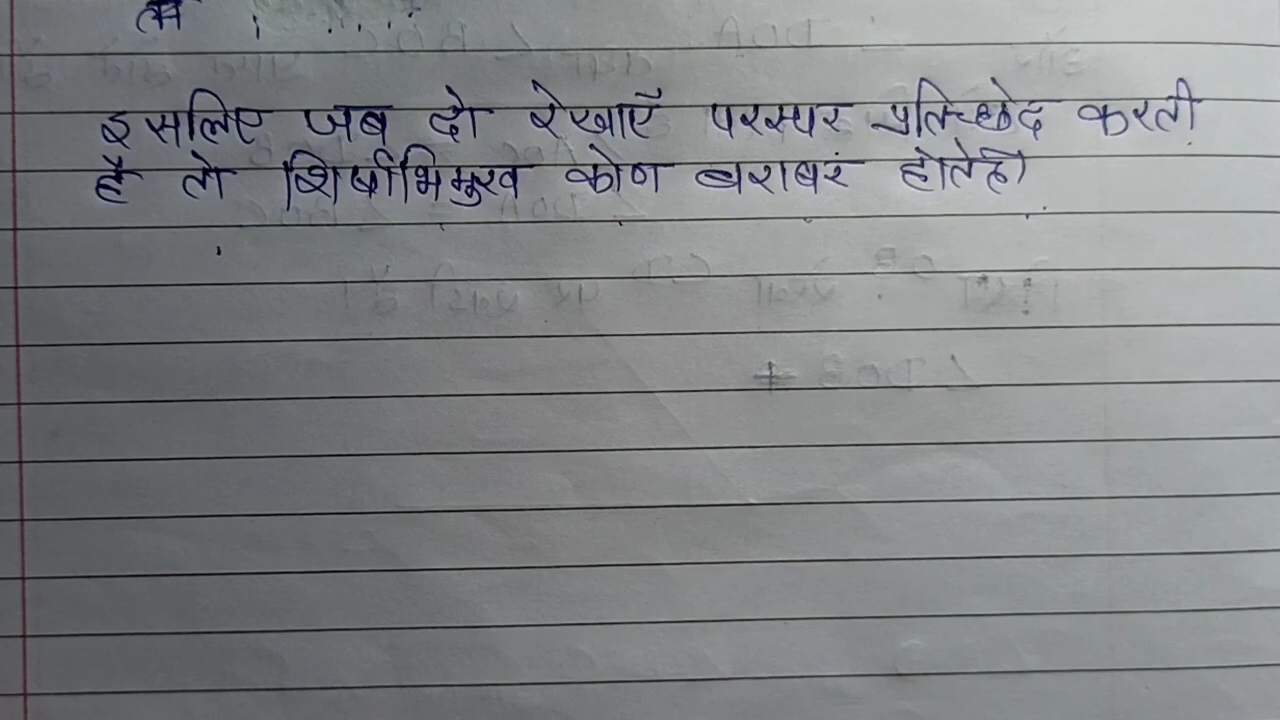 इसलिए जब दो रेखाएँ परस्पर प्रतिच्छेद करती
है तो शिर्षाभिमुख कोण बराबर होते है।